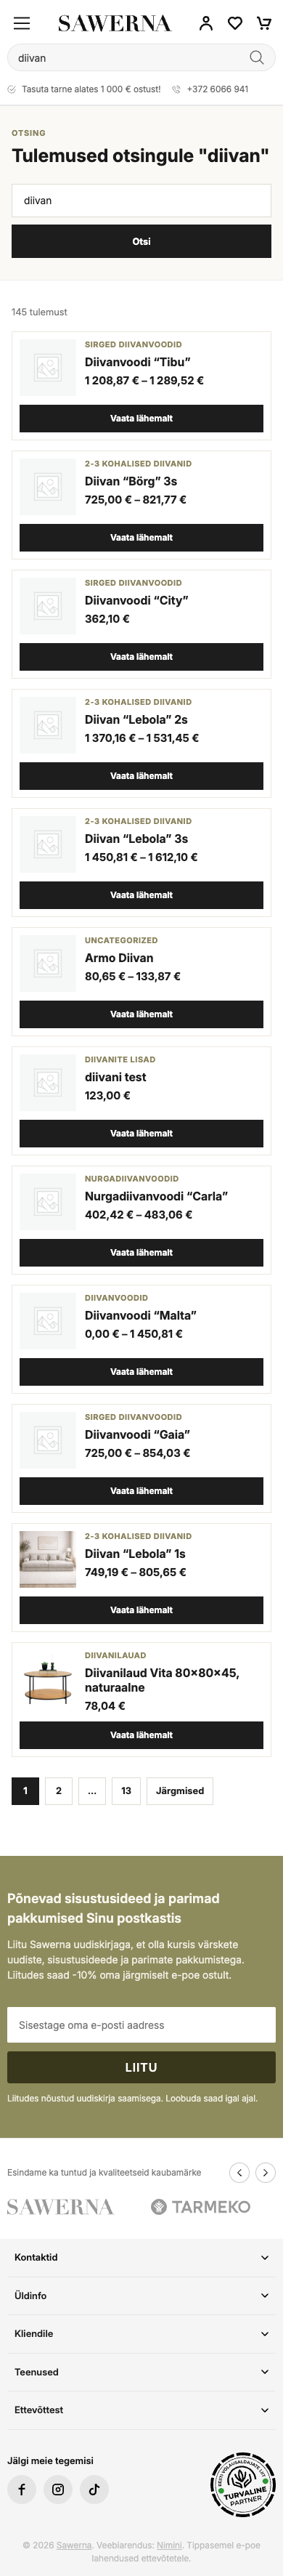 SAWERNA
diivan
Tasuta tarne alates 1 000 € ostust!
+372 6066 941
OTSING
Tulemused otsingule "diivan"
diivan
Otsi
145 tulemust
SIRGED DIIVANVOODID
Diivanvoodi “Tibu”
1 208,87 € – 1 289,52 €
Vaata lähemalt
2-3 KOHALISED DIIVANID
Diivan “Börg” 3s
725,00 € – 821,77 €
Vaata lähemalt
SIRGED DIIVANVOODID
Diivanvoodi “City”
362,10 €
Vaata lähemalt
2-3 KOHALISED DIIVANID
Diivan “Lebola” 2s
1 370,16 € – 1 531,45 €
Vaata lähemalt
2-3 KOHALISED DIIVANID
Diivan “Lebola” 3s
1 450,81 € – 1 612,10 €
Vaata lähemalt
UNCATEGORIZED
Armo Diivan
80,65 € – 133,87 €
Vaata lähemalt
DIIVANITE LISAD
diivani test
123,00 €
Vaata lähemalt
NURGADIIVANVOODID
Nurgadiivanvoodi “Carla”
402,42 € – 483,06 €
Vaata lähemalt
DIIVANVOODID
Diivanvoodi “Malta”
0,00 € – 1 450,81 €
Vaata lähemalt
SIRGED DIIVANVOODID
Diivanvoodi “Gaia”
725,00 € – 854,03 €
Vaata lähemalt
2-3 KOHALISED DIIVANID
Diivan “Lebola” 1s
749,19 € – 805,65 €
Vaata lähemalt
DIIVANILAUAD
Diivanilaud Vita 80x80x45,
naturaalne
78,04 €
Vaata lähemalt
1 2 … 13 Järgmised
Põnevad sisustusideed ja parimad
pakkumised Sinu postkastis
Liitu Sawerna uudiskirjaga, et olla kursis värskete
uudiste, sisustusideede ja parimate pakkumistega.
Liitudes saad -10% oma järgmiselt e-poe ostult.
Sisestage oma e-posti aadress
LIITU
Liitudes nõustud uudiskirja saamisega. Loobuda saad igal ajal.
Esindame ka tuntud ja kvaliteetseid kaubamärke
SAWERNA
TARMEKO
Kontaktid
Üldinfo
Kliendile
Teenused
Ettevõttest
Jälgi meie tegemisi
EESTI PUUALALIIT
TURVALINE
PARTNER
© 2026 Sawerna. Veebiarendus: Nimini. Tippasemel e-poe
lahendused ettevõtetele.